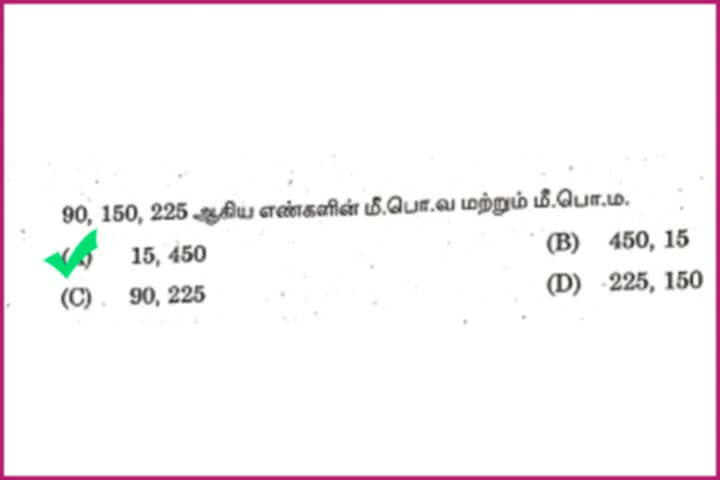 90, 150, 225 ஆகிய எண்களின் மீ.பொ.வ மற்றும் மீ.பொ.ம.
15, 450 (B) 450, 15
(C) 90, 225 (D) 225, 150